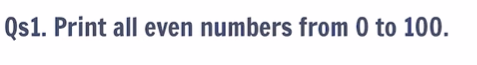 Qs1. Print all even numbers from 0 to 100.